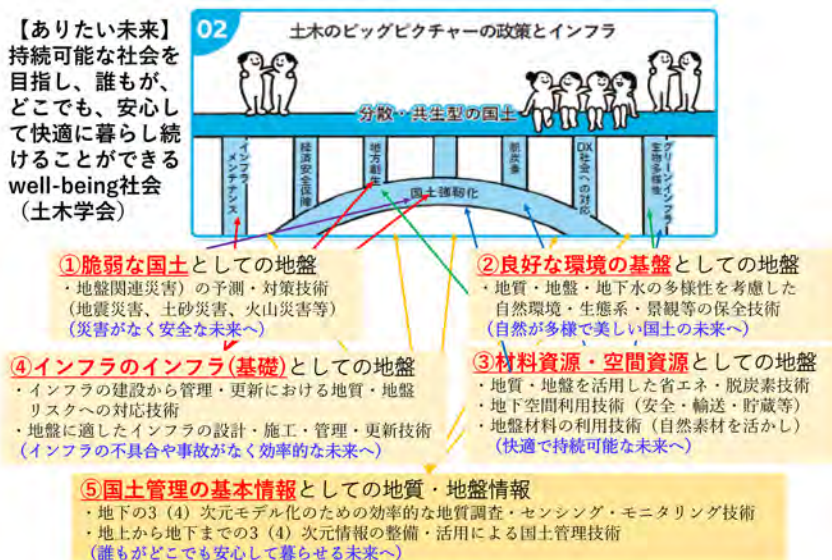 【ありたい未来】
持続可能な社会を
目指し、誰もが、
どこでも、安心し
て快適に暮らし続
けることができる
well-being社会
（土木学会）
02
土木のビッグピクチャーの政策とインフラ
分散・共生型の国土
インフラ
メンテナンス
経済安全保障
地方創生
国土強靭化
脱炭素
DX社会への対応
グリーンインフラ
生物多様性
①脆弱な国土としての地盤
・地盤関連災害）の予測・対策技術
（地震災害、土砂災害、火山災害等）
（災害がなく安全な未来へ）
②良好な環境の基盤としての地盤
・地質・地盤・地下水の多様性を考慮した
自然環境・生態系・景観等の保全技術
（自然が多様で美しい国土の未来へ）
④インフラのインフラ(基礎)としての地盤
・インフラの建設から管理・更新における地質・地盤
リスクへの対応技術
・地盤に適したインフラの設計・施工・管理・更新技術
（インフラの不具合や事故がなく効率的な未来へ）
③材料資源・空間資源としての地盤
・地質・地盤を活用した省エネ・脱炭素技術
・地下空間利用技術（安全・輸送・貯蔵等）
・地盤材料の利用技術（自然素材を活かし）
（快適で持続可能な未来へ）
⑤国土管理の基本情報としての地質・地盤情報
・地下の3（4）次元モデル化のための効率的な地質調査・センシング・モニタリング技術
・地上から地下までの3（4）次元情報の整備・活用による国土管理技術
（誰もがどこでも安心して暮らせる未来へ）